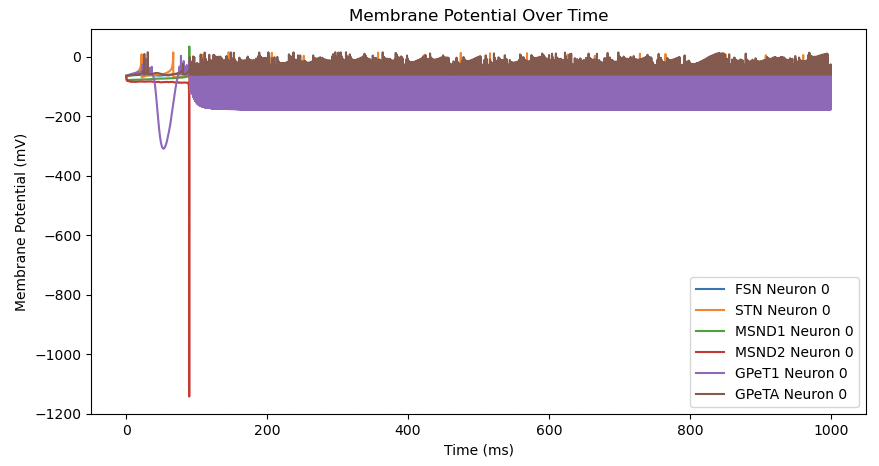 Membrane Potential Over Time
Membrane Potential (mV)
0
−200
−400
−600
−800
−1000
−1200
FSN Neuron 0
STN Neuron 0
MSND1 Neuron 0
MSND2 Neuron 0
GPeT1 Neuron 0
GPeTA Neuron 0
0 200 400 600 800 1000
Time (ms)